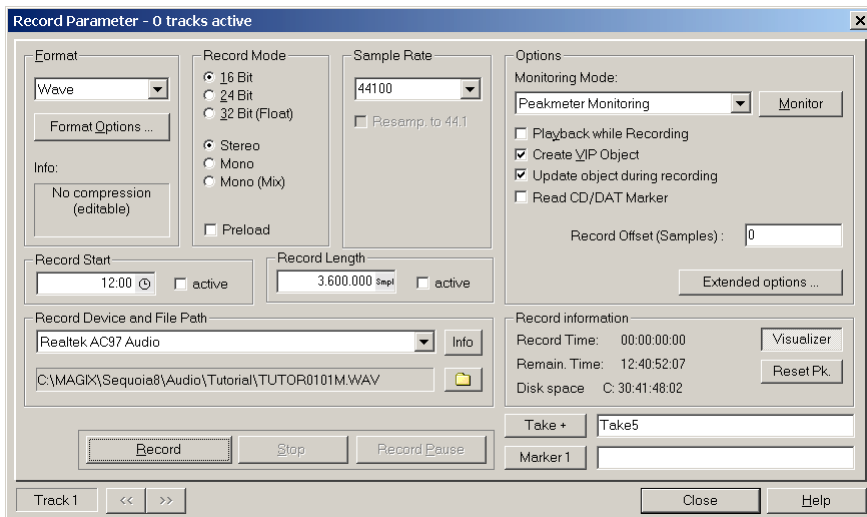 Record Parameter - 0 tracks active
Format
Wave
Format Options ...
Info:
No compression
(editable)
Record Mode
16 Bit
24 Bit
32 Bit (Float)
Stereo
Mono
Mono (Mix)
Preload
Sample Rate
44100
Resamp. to 44.1
Options
Monitoring Mode:
Peakmeter Monitoring
Monitor
Playback while Recording
Create VIP Object
Update object during recording
Read CD/DAT Marker
Record Offset (Samples) :
0
Extended options ...
Record Start
12:00
active
Record Length
3.600.000 Smpl
active
Record Device and File Path
Realtek AC97 Audio
Info
C:\MAGIX\Sequoia8\Audio\Tutorial\TUTOR0101M.WAV
Record information
Record Time: 00:00:00:00
Remain. Time: 12:40:52:07
Disk space C: 30:41:48:02
Visualizer
Reset Pk.
Record
Stop
Record Pause
Take +
Take5
Marker 1
Track 1
<<
>>
Close
Help